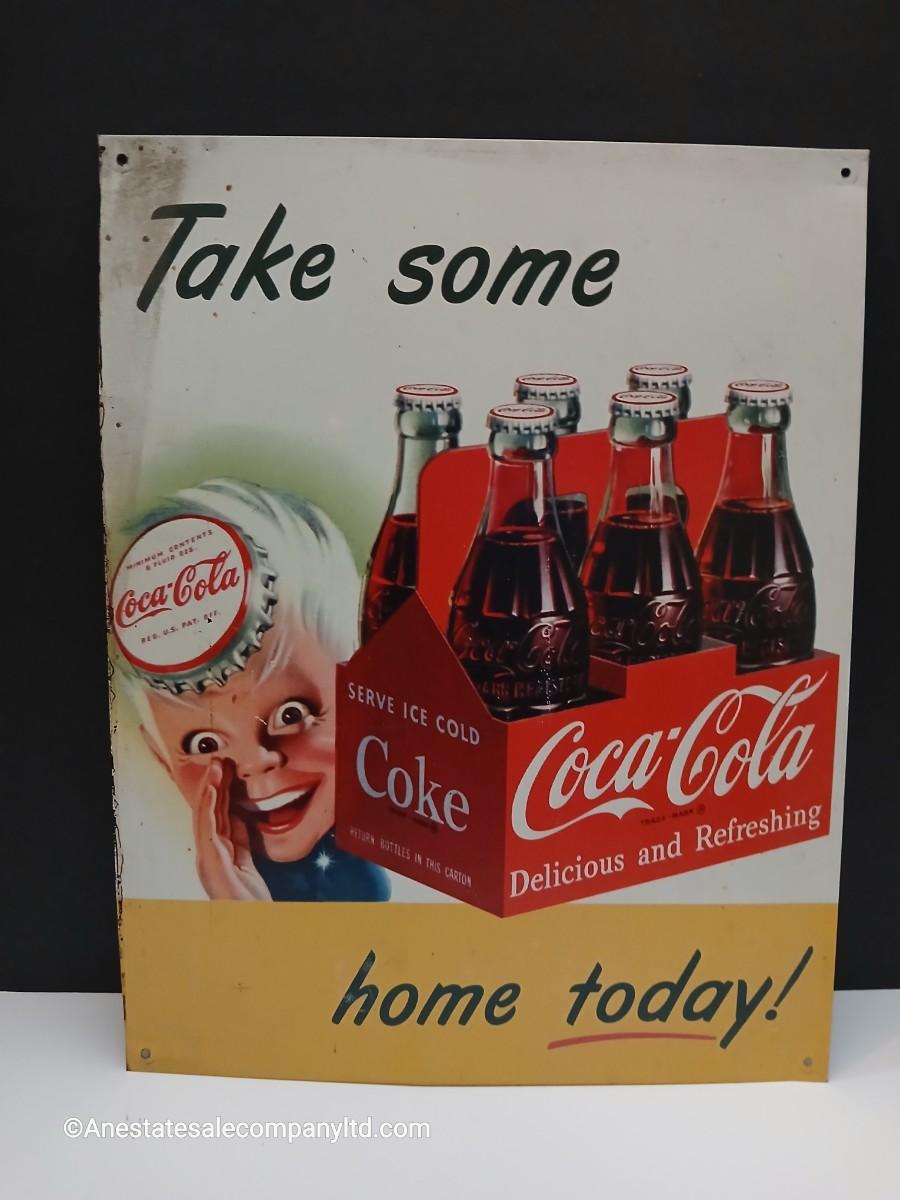 Take some
MINIMUM CONTENTS
6 FLUID OZS.
Coca-Cola
REG. U.S. PAT. OFF.
SERVE ICE COLD
Coke
RETURN BOTTLES IN THIS CARTON
Coca-Cola
TRADE-MARK ®
Delicious and Refreshing
home today!
©Anestatesalecompanyltd.com